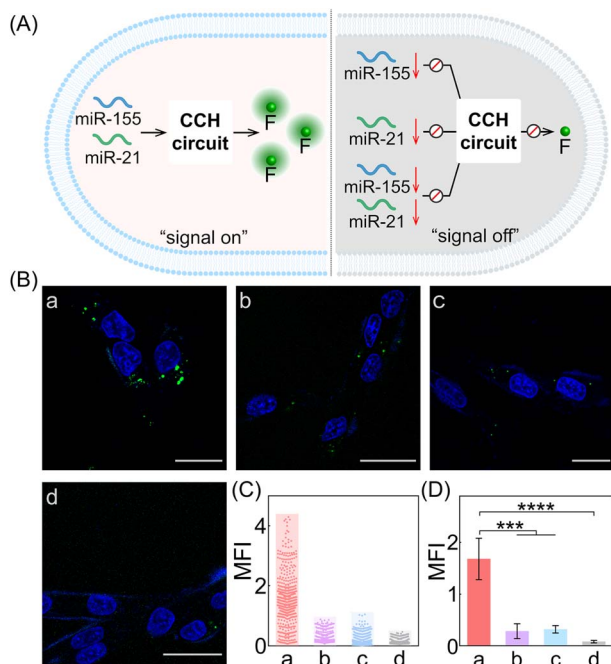 (A)
miR-155
miR-21
CCH
circuit
F
F
F
"signal on"
miR-155
miR-21
miR-155
miR-21
CCH
circuit
F
"signal off"
(B)
a
b
c
d
(C)
MFI
4
2
0
a b c d
(D)
MFI
2
1
0
****
***
a b c d